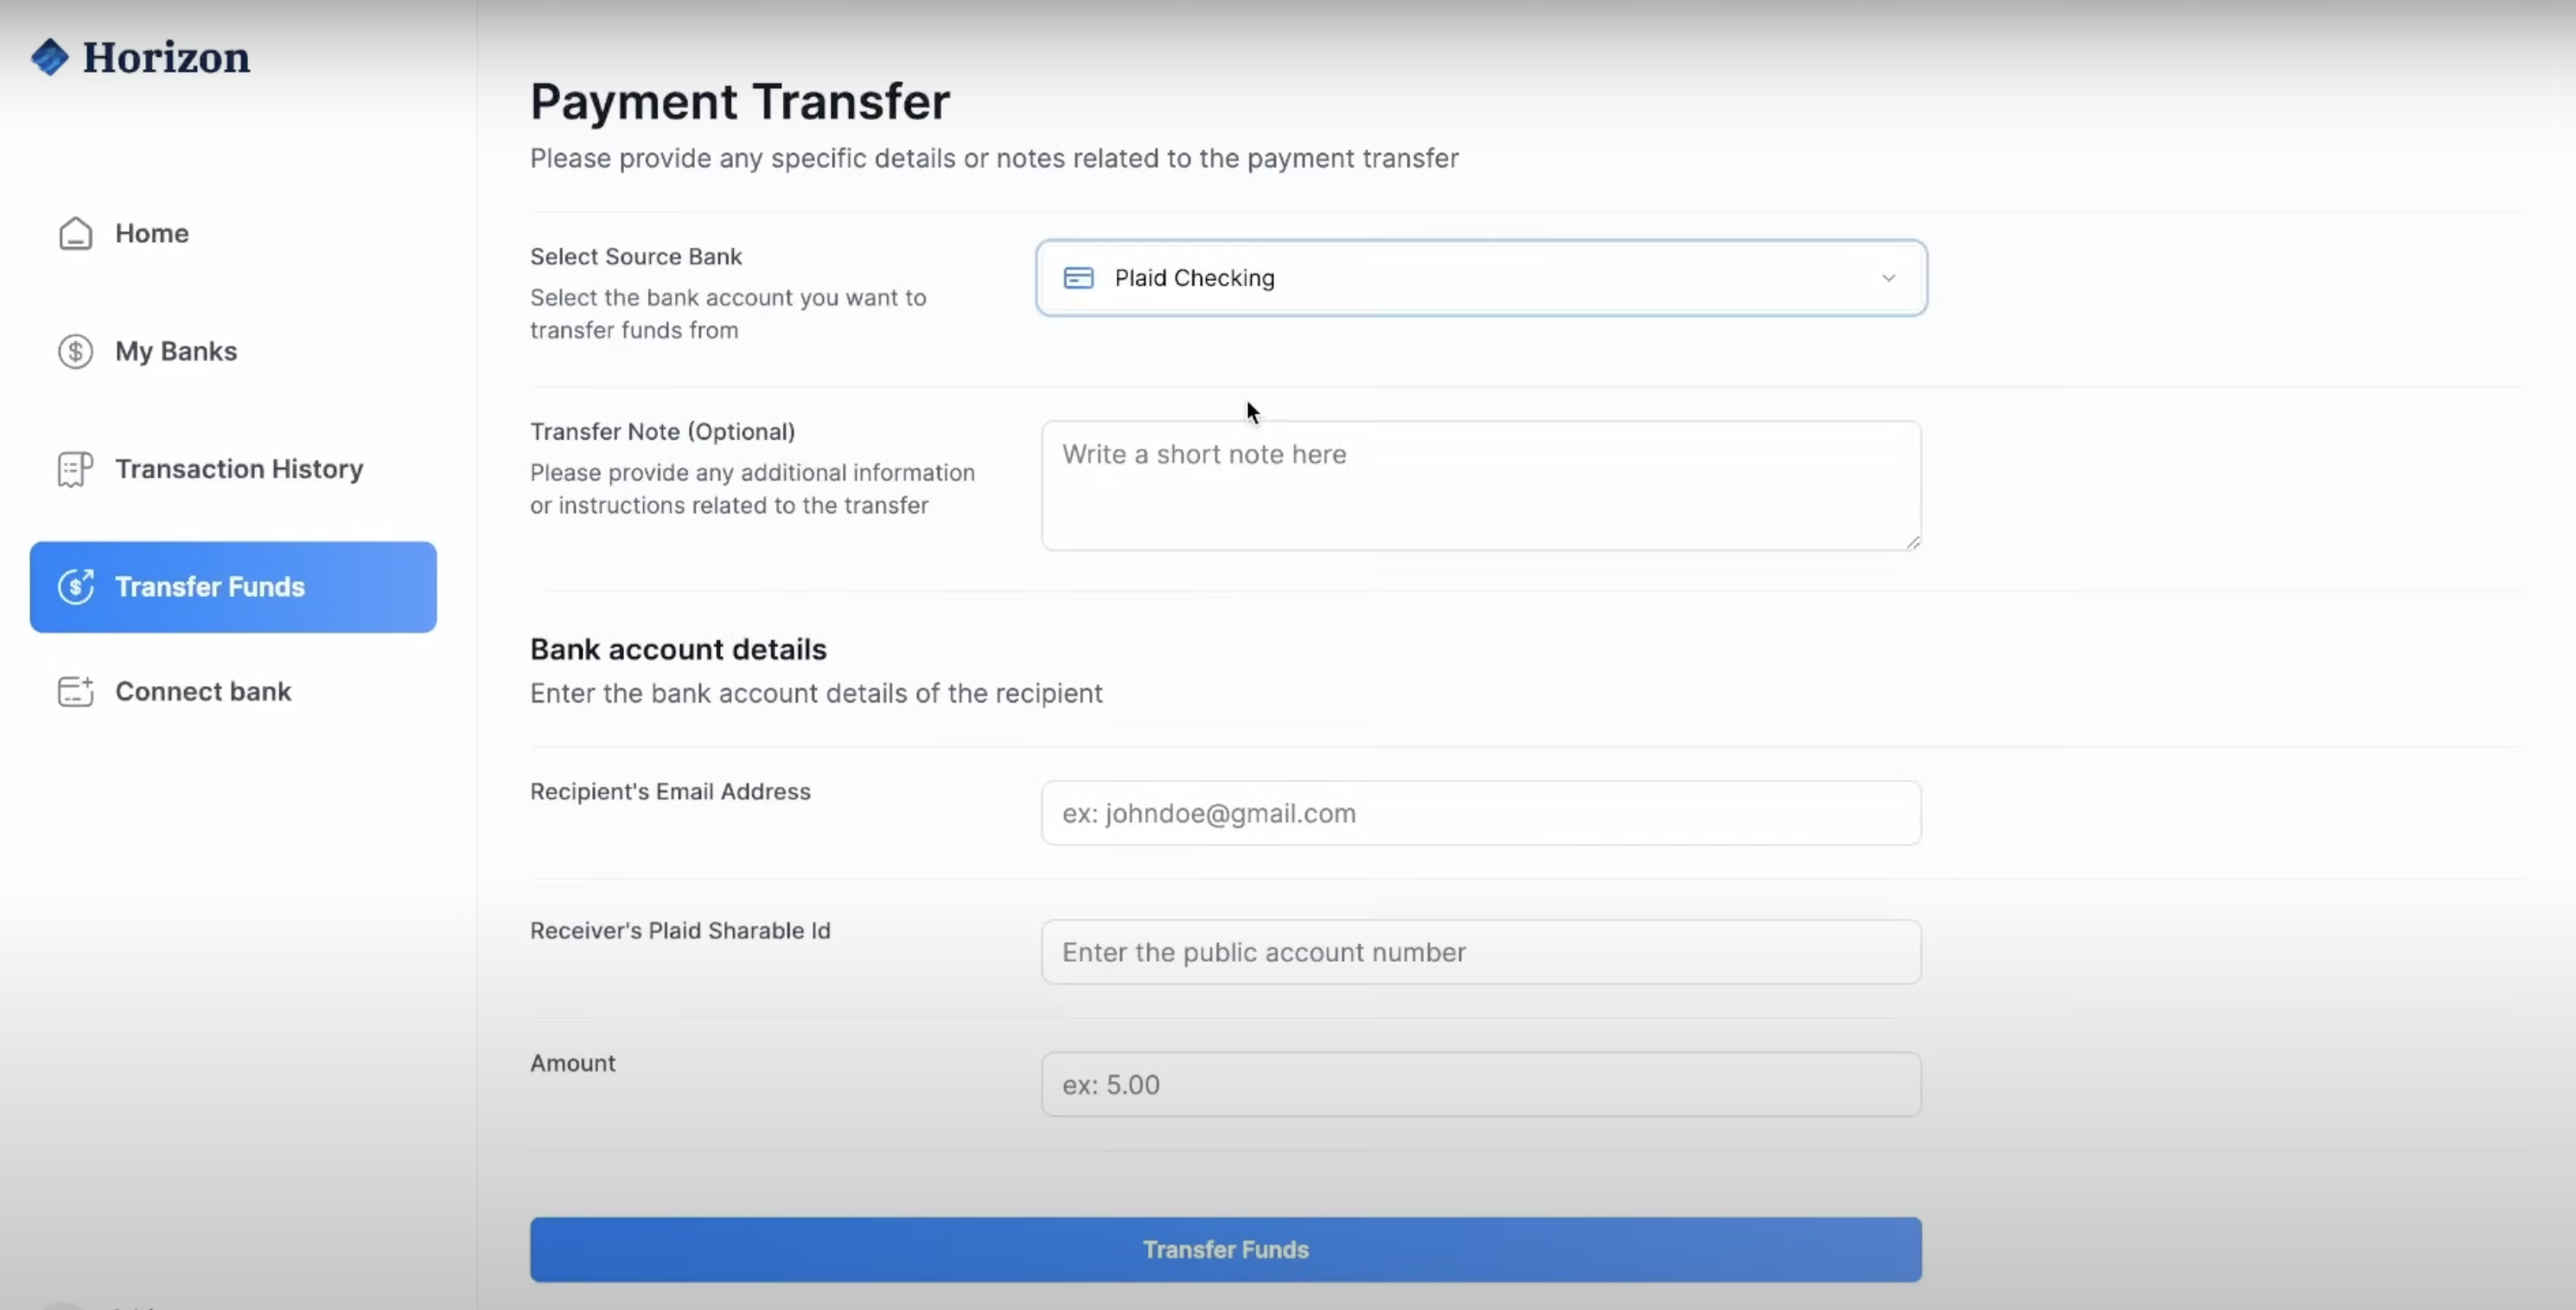 Horizon
Home
My Banks
Transaction History
Transfer Funds
Connect bank
Payment Transfer
Please provide any specific details or notes related to the payment transfer
Select Source Bank
Select the bank account you want to
transfer funds from
Plaid Checking
Transfer Note (Optional)
Please provide any additional information
or instructions related to the transfer
Write a short note here
Bank account details
Enter the bank account details of the recipient
Recipient's Email Address
ex: johndoe@gmail.com
Receiver's Plaid Sharable Id
Enter the public account number
Amount
ex: 5.00
Transfer Funds